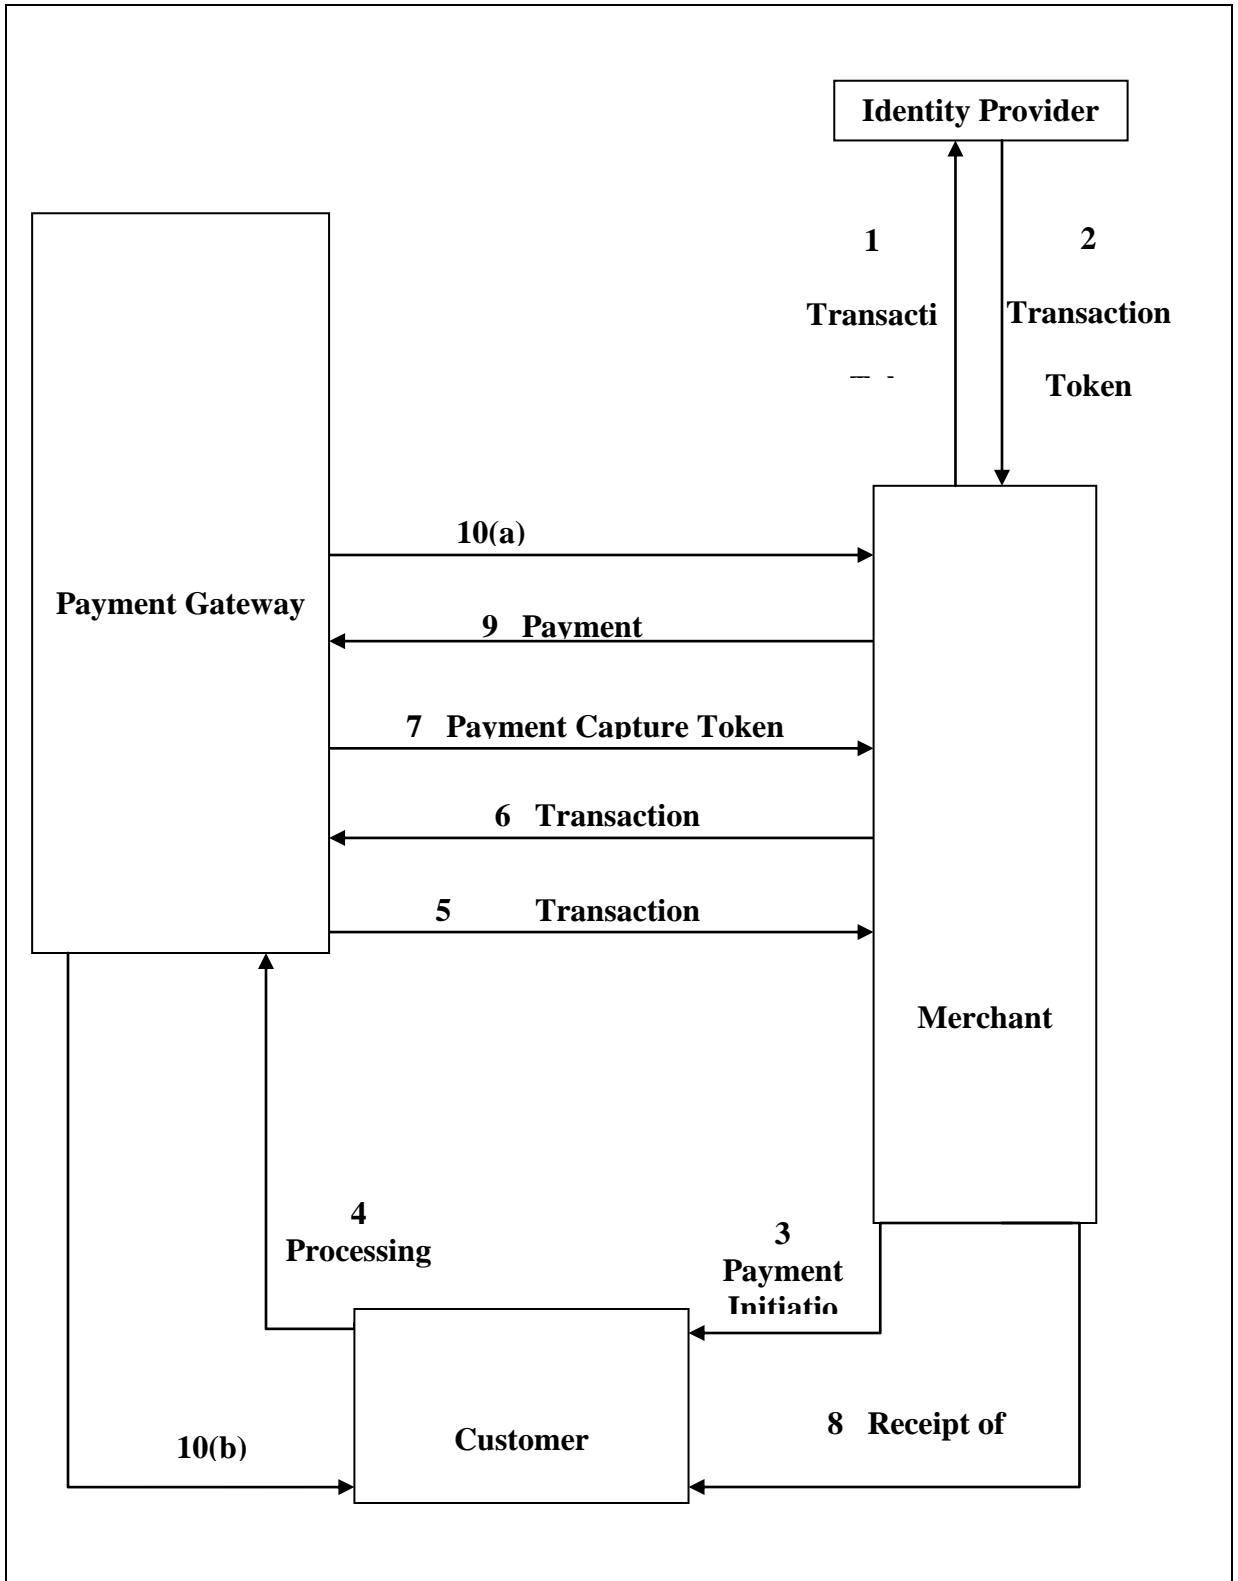 Identity Provider
1
2
Transacti
Transaction
Token
10(a)
Payment Gateway
9 Payment
7 Payment Capture Token
6 Transaction
5 Transaction
Merchant
4
Processing
3
Payment
Initiatio
8 Receipt of
Customer
10(b)